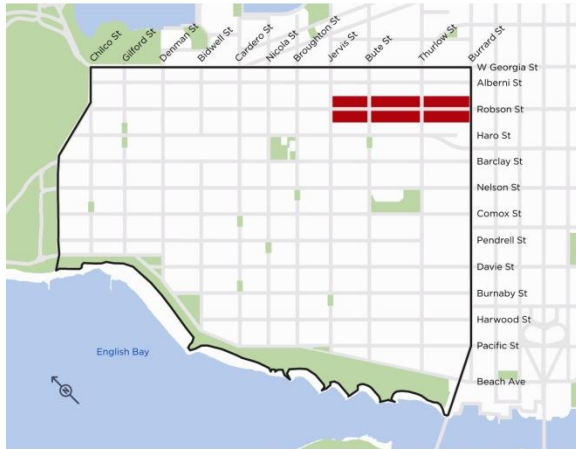 Chilco St
Gilford St
Denman St
Bidwell St
Cardero St
Nicola St
Broughton St
Jervis St
Bute St
Thurlow St
Burrard St
W Georgia St
Alberni St
Robson St
Haro St
Barclay St
Nelson St
Comox St
Pendrell St
Davie St
Burnaby St
Harwood St
Pacific St
English Bay
Beach Ave
N